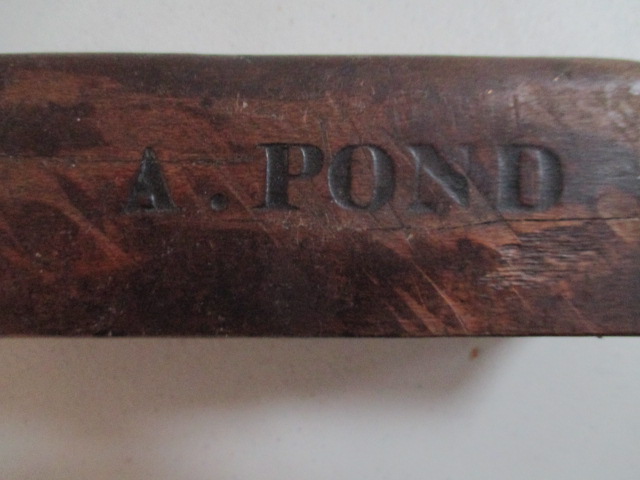 A . POND